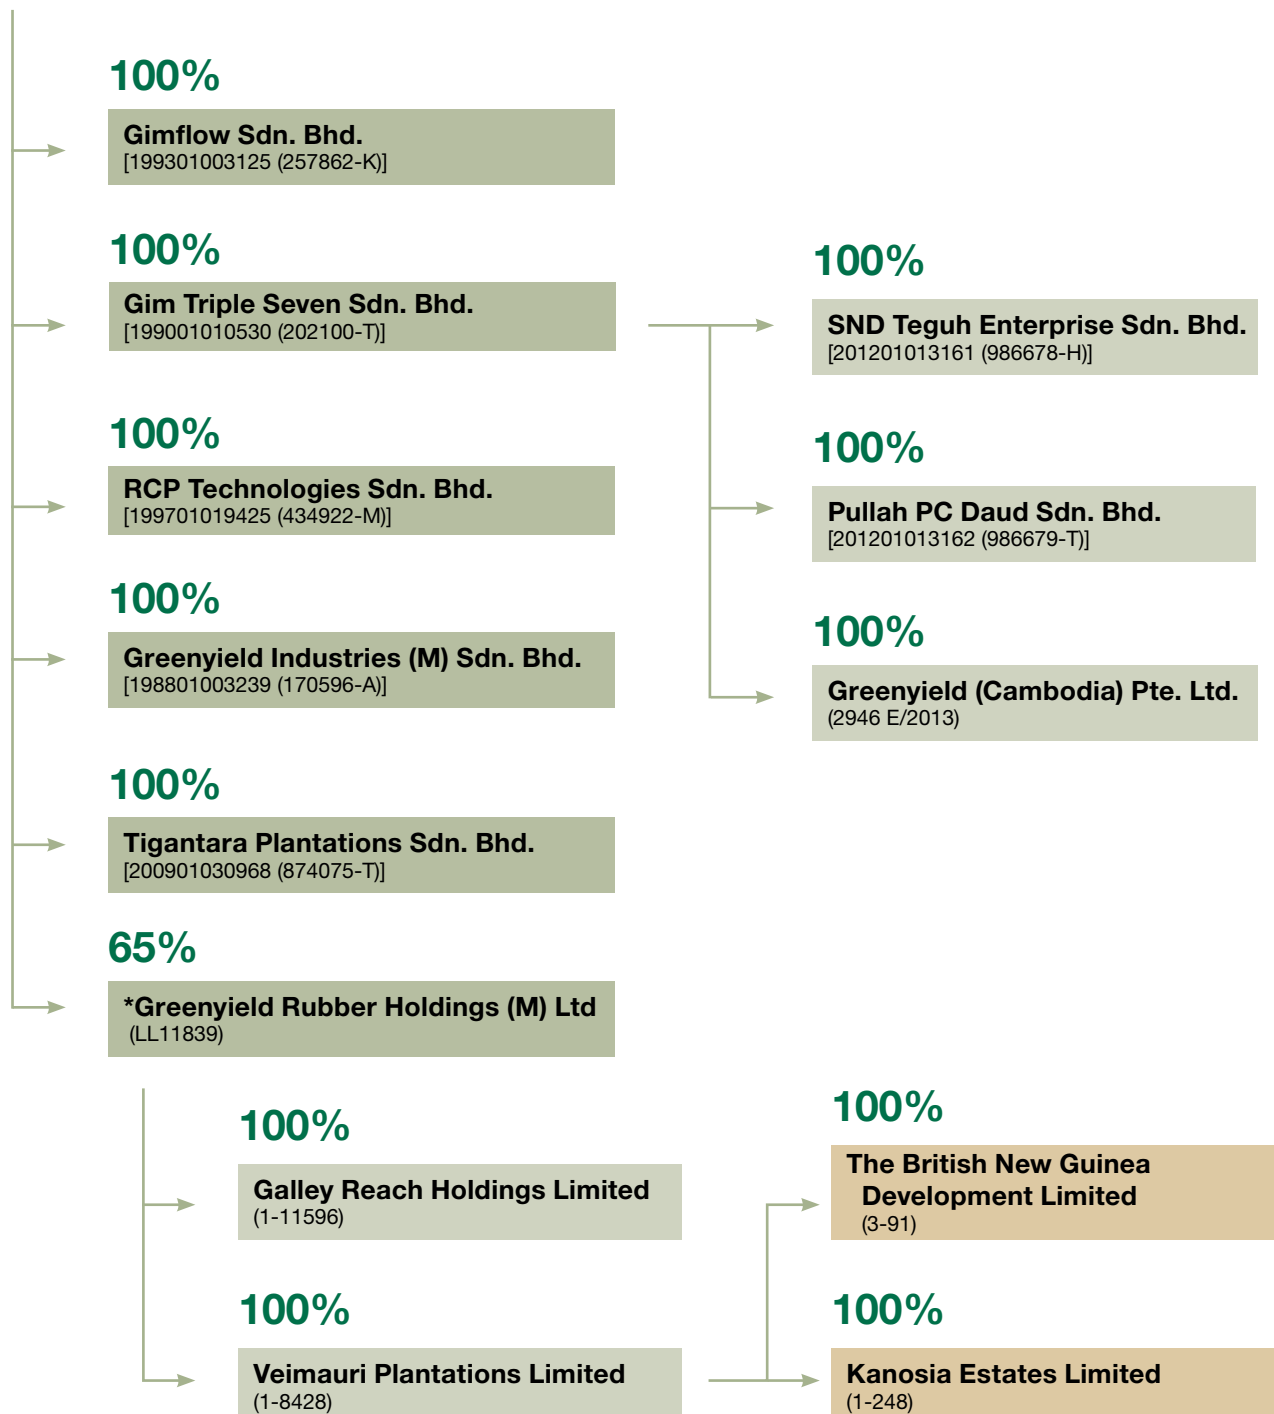 100%
Gimflow Sdn. Bhd.
[199301003125 (257862-K)]
100%
Gim Triple Seven Sdn. Bhd.
[199001010530 (202100-T)]
100%
SND Teguh Enterprise Sdn. Bhd.
[201201013161 (986678-H)]
100%
Pullah PC Daud Sdn. Bhd.
[201201013162 (986679-T)]
100%
Greenyield (Cambodia) Pte. Ltd.
(2946 E/2013)
100%
RCP Technologies Sdn. Bhd.
[199701019425 (434922-M)]
100%
Greenyield Industries (M) Sdn. Bhd.
[198801003239 (170596-A)]
100%
Tigantara Plantations Sdn. Bhd.
[200901030968 (874075-T)]
65%
*Greenyield Rubber Holdings (M) Ltd
(LL11839)
100%
Galley Reach Holdings Limited
(1-11596)
100%
Veimauri Plantations Limited
(1-8428)
100%
The British New Guinea
Development Limited
(3-91)
100%
Kanosia Estates Limited
(1-248)